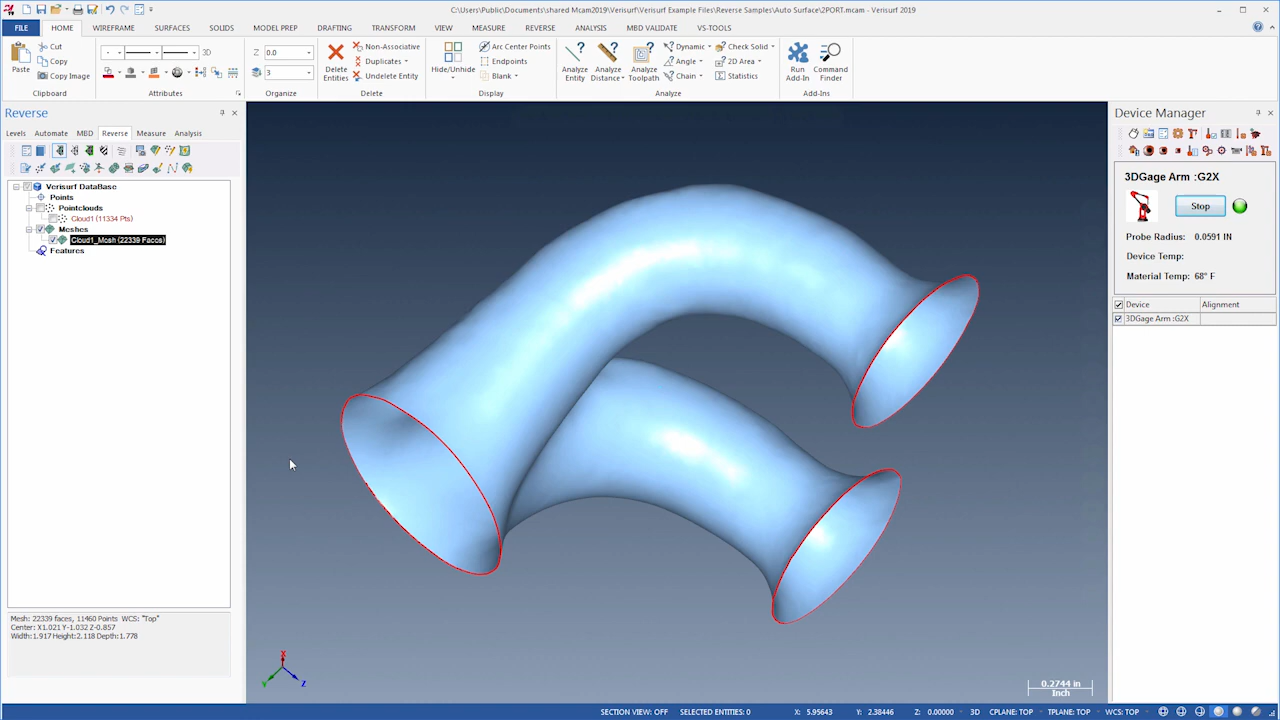 C:\Users\Public\Documents\shared Mcam2019\Verisurf\Verisurf Example Files\Reverse Samples\Auto Surface\2PORT.mcam - Verisurf 2019
FILE HOME WIREFRAME SURFACES SOLIDS MODEL PREP DRAFTING TRANSFORM VIEW MEASURE REVERSE ANALYSIS MBD VALIDATE VS-TOOLS
Paste
Cut
Copy
Copy Image
Clipboard
3D
Attributes
Z 0.0
3
Organize
Delete Entities
Non-Associative
Duplicates
Undelete Entity
Delete
Hide/Unhide
Arc Center Points
Endpoints
Blank
Display
Analyze Entity
Analyze Distance
Analyze Toolpath
Dynamic
Angle
Chain
Check Solid
2D Area
Statistics
Analyze
Run Add-In
Command Finder
Add-Ins
Reverse
Levels Automate MBD Reverse Measure Analysis
Verisurf DataBase
Points
Pointclouds
Cloud1 (11334 Pts)
Meshes
Cloud1_Mesh (22339 Faces)
Features
Mesh: 22339 faces, 11460 Points WCS: "Top"
Center: X1.021 Y-1.032 Z-0.857
Width:1.917 Height:2.118 Depth:1.778
X
Y
Z
0.2744 in
Inch
Device Manager
3DGage Arm :G2X
Stop
Probe Radius: 0.0591 IN
Device Temp:
Material Temp: 68° F
Device Alignment
3DGage Arm :G2X
SECTION VIEW: OFF SELECTED ENTITIES: 0 X: 5.95643 Y: 2.38446 Z: 0.00000 3D CPLANE: TOP TPLANE: TOP WCS: TOP